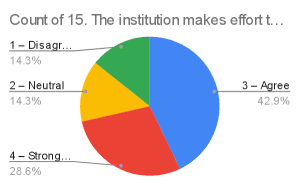 Count of 15. The institution makes effort t…
1 – Disagr…
14.3%
2 – Neutral
14.3%
3 – Agree
42.9%
4 – Strong…
28.6%